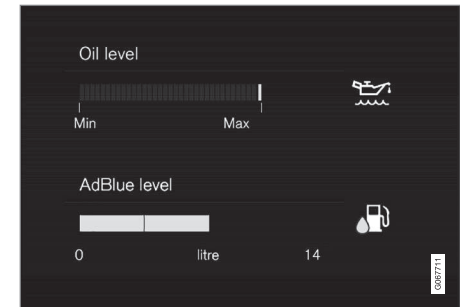 Oil level
Min Max
AdBlue level
0 litre 14
G067711